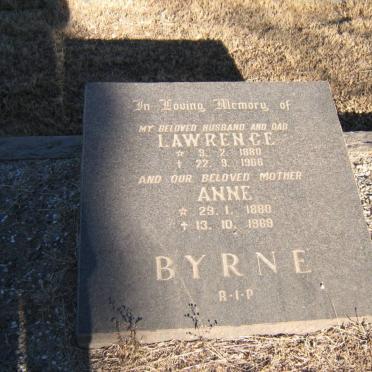 In Loving Memory of
MY BELOVED HUSBAND AND DAD
LAWRENCE
☆ 9. 2. 1880
✝ 22. 9. 1966
AND OUR BELOVED MOTHER
ANNE
☆ 29. 1. 1880
✝ 13. 10. 1969
BYRNE
R·I·P